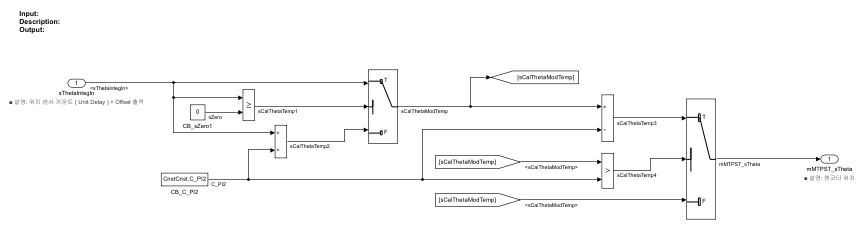 Input:
Description:
Output:
1
sThetaIntegIn
<sThetaIntegIn>
■ 설명: 위치 센서 카운트 ( Unit Delay ) + Offset 출력
0
CB_sZero1
sZero
≥
sCalThetaTemp1
+
+
sCalThetaTemp2
CnstCnst.C_PI2
CB_C_PI2
C_PI2
T
F
sCalThetaModTemp
[sCalThetaModTemp]
+
−
sCalThetaTemp3
[sCalThetaModTemp]
<sCalThetaModTemp>
>
sCalThetaTemp4
[sCalThetaModTemp]
<sCalThetaModTemp>
T
F
mMTPST_sTheta
1
mMTPST_sTheta
■ 설명: 엔코더 위치